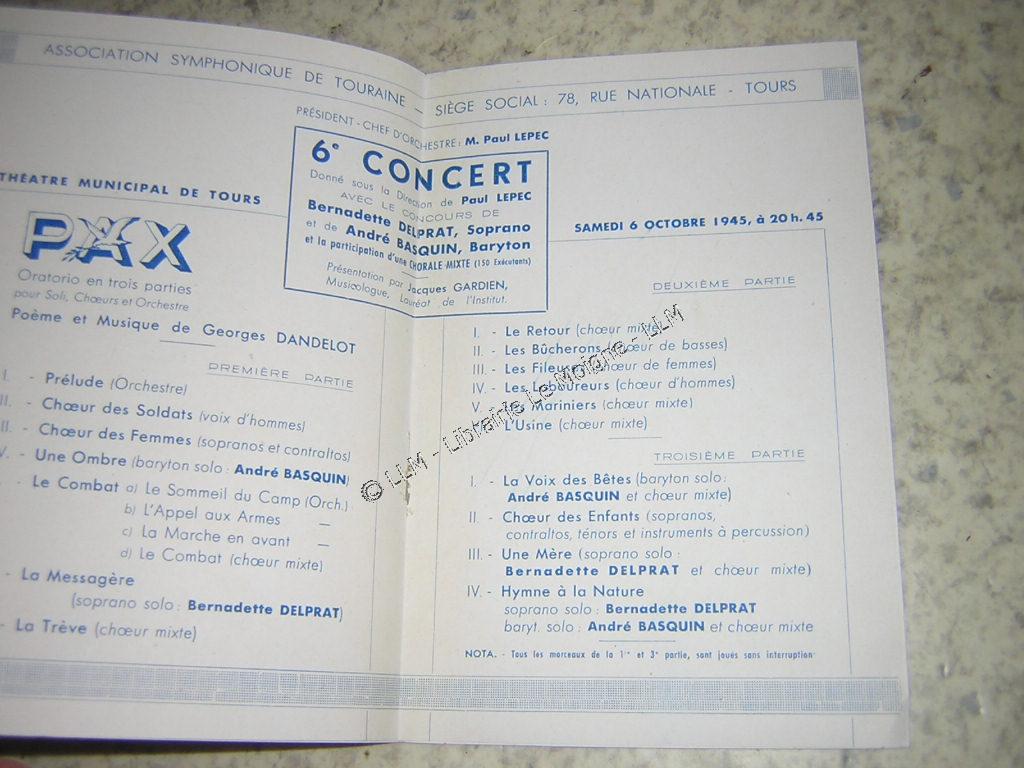 ASSOCIATION SYMPHONIQUE DE TOURAINE — SIÈGE SOCIAL : 78, RUE NATIONALE - TOURS
PRÉSIDENT - CHEF D'ORCHESTRE : M. Paul LEPEC
6e CONCERT
Donné sous la Direction de Paul LEPEC
AVEC LE CONCOURS DE
Bernadette DELPRAT, Soprano
et de André BASQUIN, Baryton
et la participation d'une CHORALE MIXTE (150 Exécutants)
Présentation par Jacques GARDIEN,
Musicologue, Lauréat de l'Institut.
THÉATRE MUNICIPAL DE TOURS
SAMEDI 6 OCTOBRE 1945, à 20 h. 45
PAX
Oratorio en trois parties
pour Soli, Chœurs et Orchestre
Poème et Musique de Georges DANDELOT
PREMIÈRE PARTIE
I. - Prélude (Orchestre)
II. - Chœur des Soldats (voix d'hommes)
II. - Chœur des Femmes (sopranos et contraltos)
V. - Une Ombre (baryton solo : André BASQUIN)
- Le Combat a) Le Sommeil du Camp (Orch.)
b) L'Appel aux Armes —
c) La Marche en avant —
d) Le Combat (chœur mixte)
- La Messagère
(soprano solo : Bernadette DELPRAT)
- La Trêve (chœur mixte)
DEUXIÈME PARTIE
I. - Le Retour (chœur mixte)
II. - Les Bûcherons (chœur de basses)
III. - Les Fileuses (chœur de femmes)
IV. - Les Laboureurs (chœur d'hommes)
V. - Les Mariniers (chœur mixte)
L'Usine (chœur mixte)
TROISIÈME PARTIE
I. - La Voix des Bêtes (baryton solo :
André BASQUIN et chœur mixte)
II. - Chœur des Enfants (sopranos,
contraltos, ténors et instruments à percussion)
III. - Une Mère (soprano solo :
Bernadette DELPRAT et chœur mixte)
IV. - Hymne à la Nature
soprano solo : Bernadette DELPRAT
baryt. solo : André BASQUIN et chœur mixte
NOTA. - Tous les morceaux de la 1re et 3e partie, sont joués sans interruption
© LLM - Librairie Le Moigne - LLM